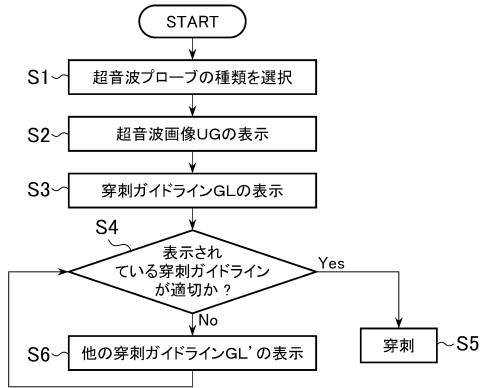 START
S1
超音波プローブの種類を選択
S2
超音波画像UGの表示
S3
穿刺ガイドラインGLの表示
S4
表示され
ている穿刺ガイドライン
が適切か?
Yes
No
S6
他の穿刺ガイドラインGL'の表示
穿刺
S5